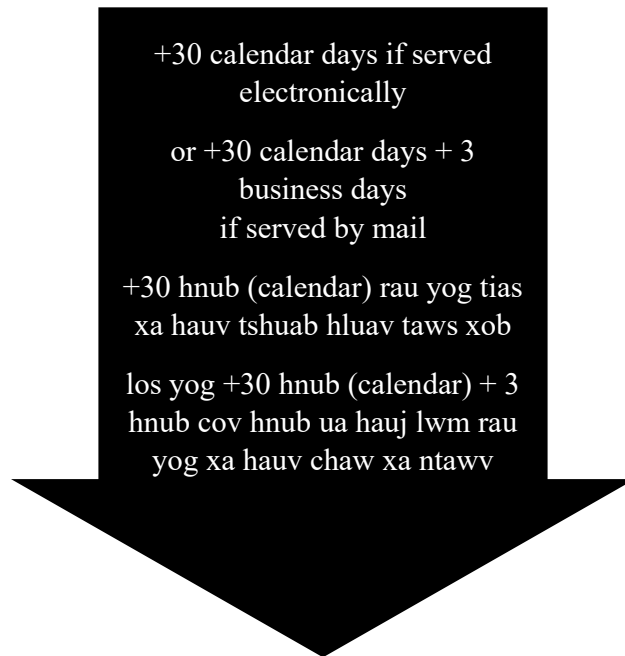 +30 calendar days if served
electronically
or +30 calendar days + 3
business days
if served by mail
+30 hnub (calendar) rau yog tias
xa hauv tshuab hluav taws xob
los yog +30 hnub (calendar) + 3
hnub cov hnub ua hauj lwm rau
yog xa hauv chaw xa ntawv